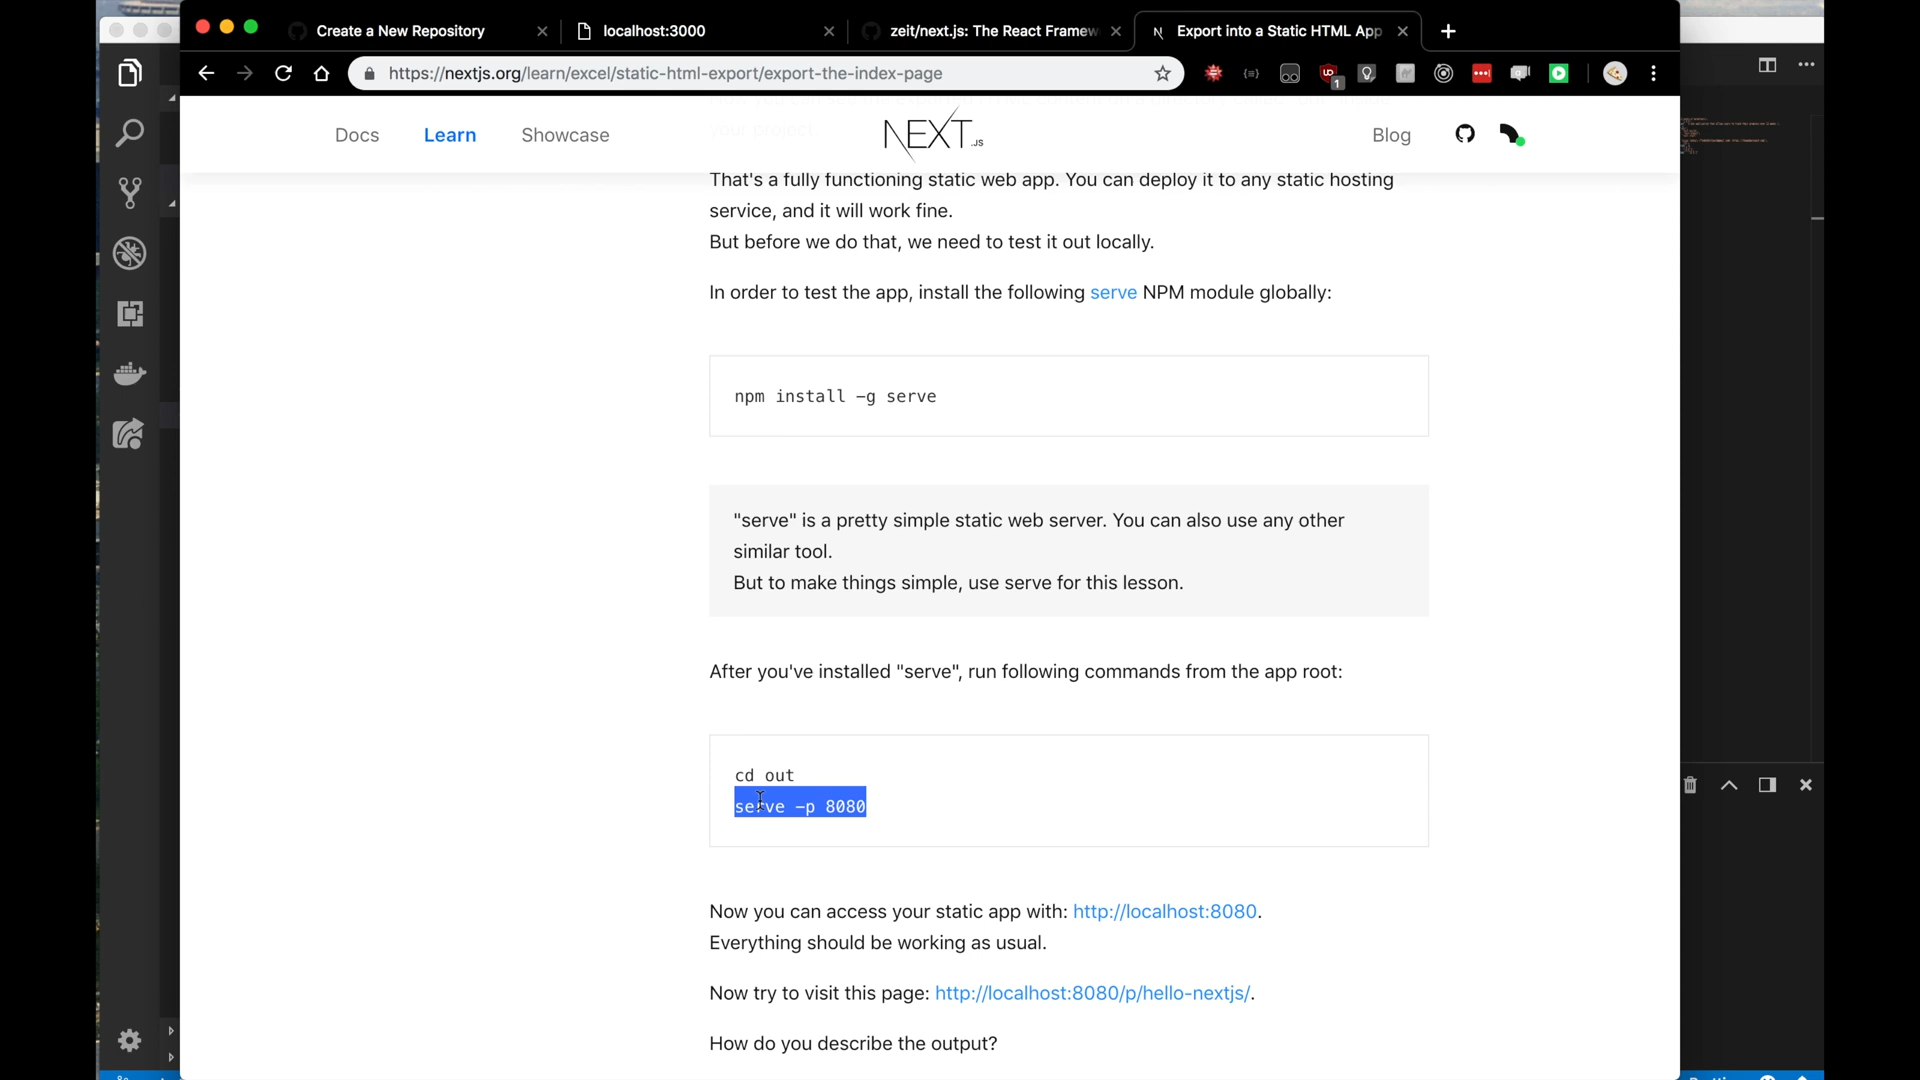 Create a New Repository
localhost:3000
zeit/next.js: The React Framew
Export into a Static HTML App
https://nextjs.org/learn/excel/static-html-export/export-the-index-page
1
Docs
Learn
Showcase
NEXT.JS
Blog
your project.
That's a fully functioning static web app. You can deploy it to any static hosting
service, and it will work fine.
But before we do that, we need to test it out locally.
In order to test the app, install the following serve NPM module globally:
npm install -g serve
"serve" is a pretty simple static web server. You can also use any other
similar tool.
But to make things simple, use serve for this lesson.
After you've installed "serve", run following commands from the app root:
cd out
serve -p 8080
Now you can access your static app with: http://localhost:8080.
Everything should be working as usual.
Now try to visit this page: http://localhost:8080/p/hello-nextjs/.
How do you describe the output?